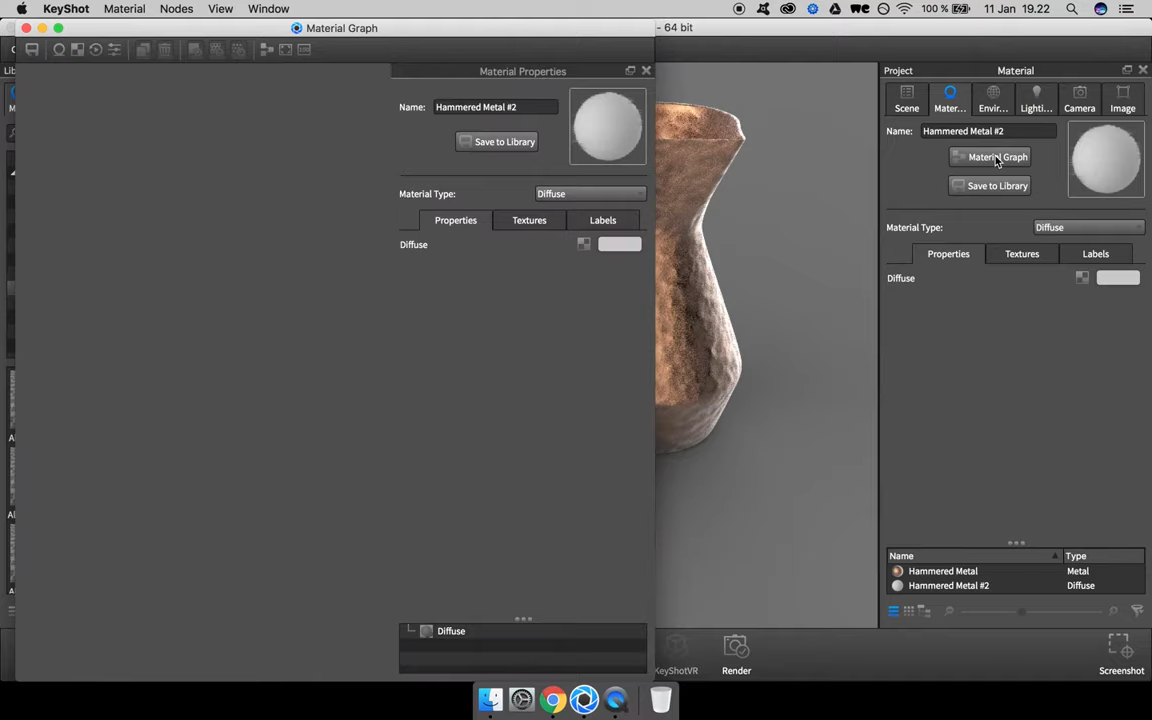 KeyShot Material Nodes View Window 100 % 11 Jan 19.22
Material Graph
- 64 bit
Material Properties
Project Material
Name: Hammered Metal #2
Save to Library
Material Type: Diffuse
Properties Textures Labels
Diffuse
Diffuse
Scene Mater... Envir... Lighti... Camera Image
Name: Hammered Metal #2
Material Graph
Save to Library
Material Type: Diffuse
Properties Textures Labels
Diffuse
Name Type
Hammered Metal Metal
Hammered Metal #2 Diffuse
KeyShotVR Render Screenshot